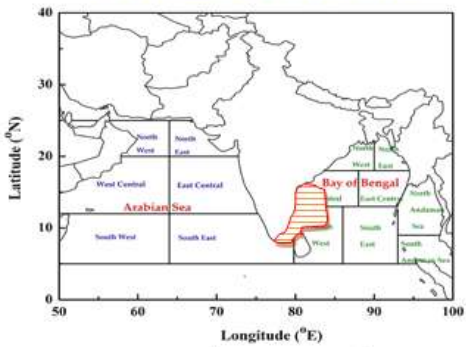 40
30
20
10
0
50
60
70
80
90
100
Latitude (°N)
Longitude (°E)
North
West
North
East
West Central
East Central
Arabian Sea
South West
South East
North
West
North
East
Bay of Bengal
East Central
West
South
East
North
Andaman
Sea
South
Andaman Sea